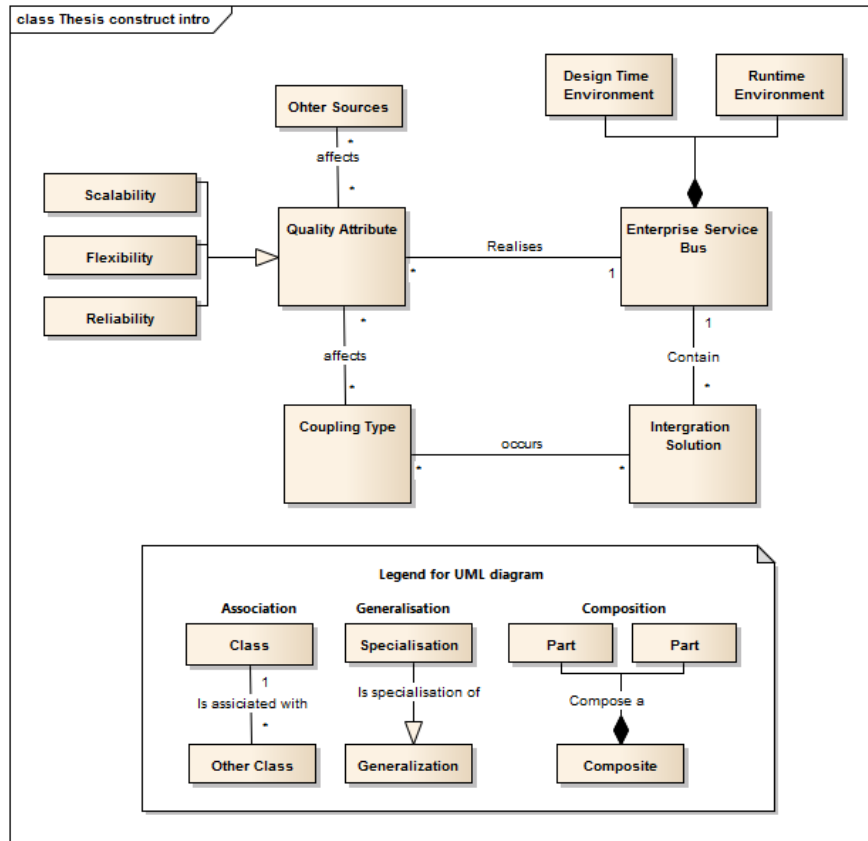 class Thesis construct intro
Design Time
Environment
Runtime
Environment
Ohter Sources
*
affects
*
Scalability
Flexibility
Reliability
Quality Attribute
Realises
*
1
Enterprise Service
Bus
*
affects
*
1
Contain
*
Coupling Type
occurs
*
*
Intergration
Solution
Legend for UML diagram
Association
Generalisation
Composition
Class
1
Is assiciated with
*
Other Class
Specialisation
Is specialisation of
Generalization
Part
Part
Compose a
Composite